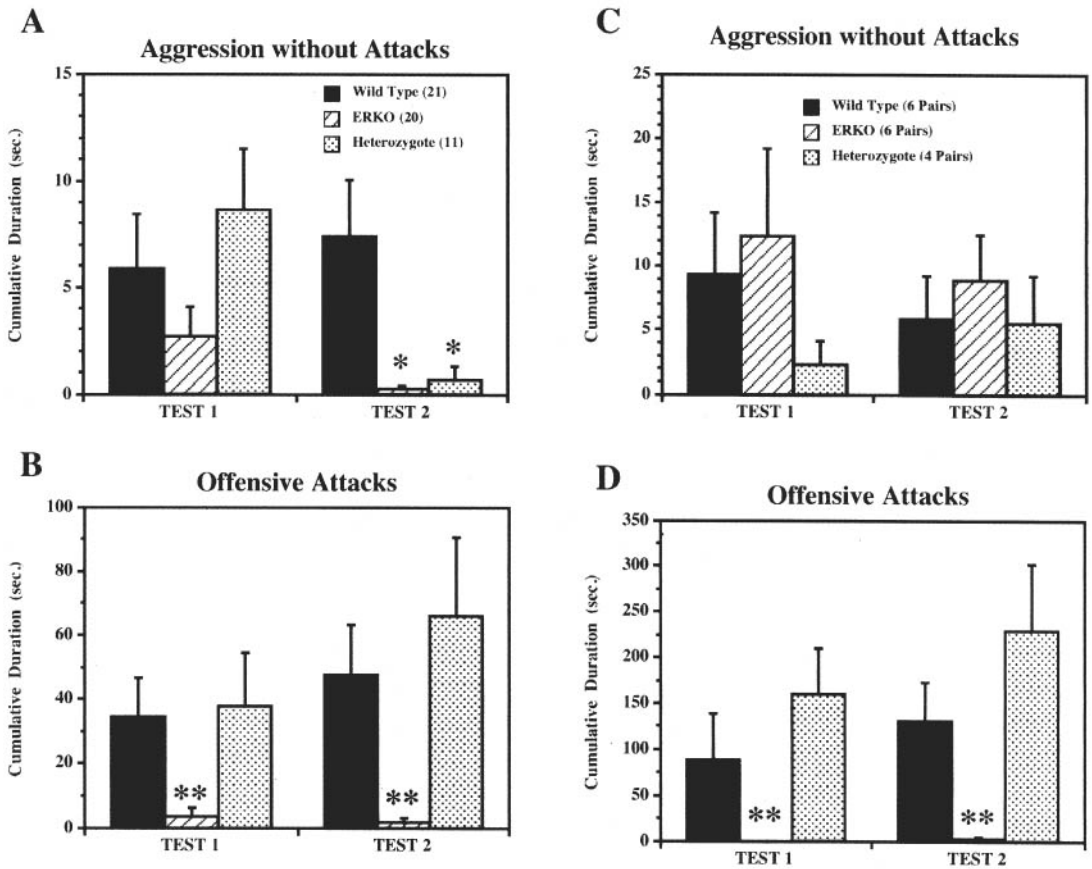 A
Aggression without Attacks
Cumulative Duration (sec.)
15
10
5
0
Wild Type (21)
ERKO (20)
Heterozygote (11)
*
*
TEST 1
TEST 2
B
Offensive Attacks
Cumulative Duration (sec.)
100
80
60
40
20
0
**
**
TEST 1
TEST 2
C
Aggression without Attacks
Cumulative Duration (sec.)
25
20
15
10
5
0
Wild Type (6 Pairs)
ERKO (6 Pairs)
Heterozygote (4 Pairs)
TEST 1
TEST 2
D
Offensive Attacks
Cumulative Duration (sec.)
350
300
250
200
150
100
50
0
**
**
TEST 1
TEST 2